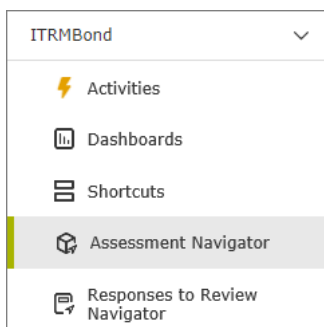 ITRMBond
Activities
Dashboards
Shortcuts
Assessment Navigator
Responses to Review
Navigator